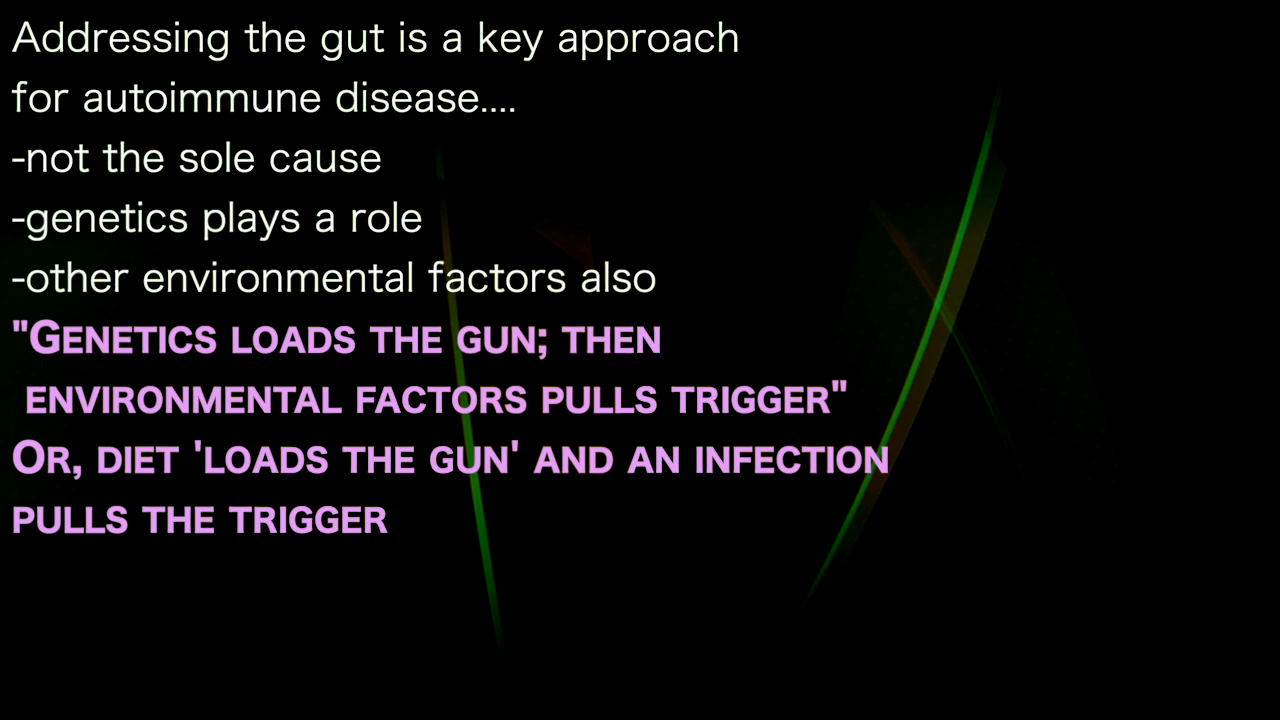 Addressing the gut is a key approach
for autoimmune disease....
-not the sole cause
-genetics plays a role
-other environmental factors also
"Genetics loads the gun; then
environmental factors pulls trigger"
Or, diet 'loads the gun' and an infection
pulls the trigger